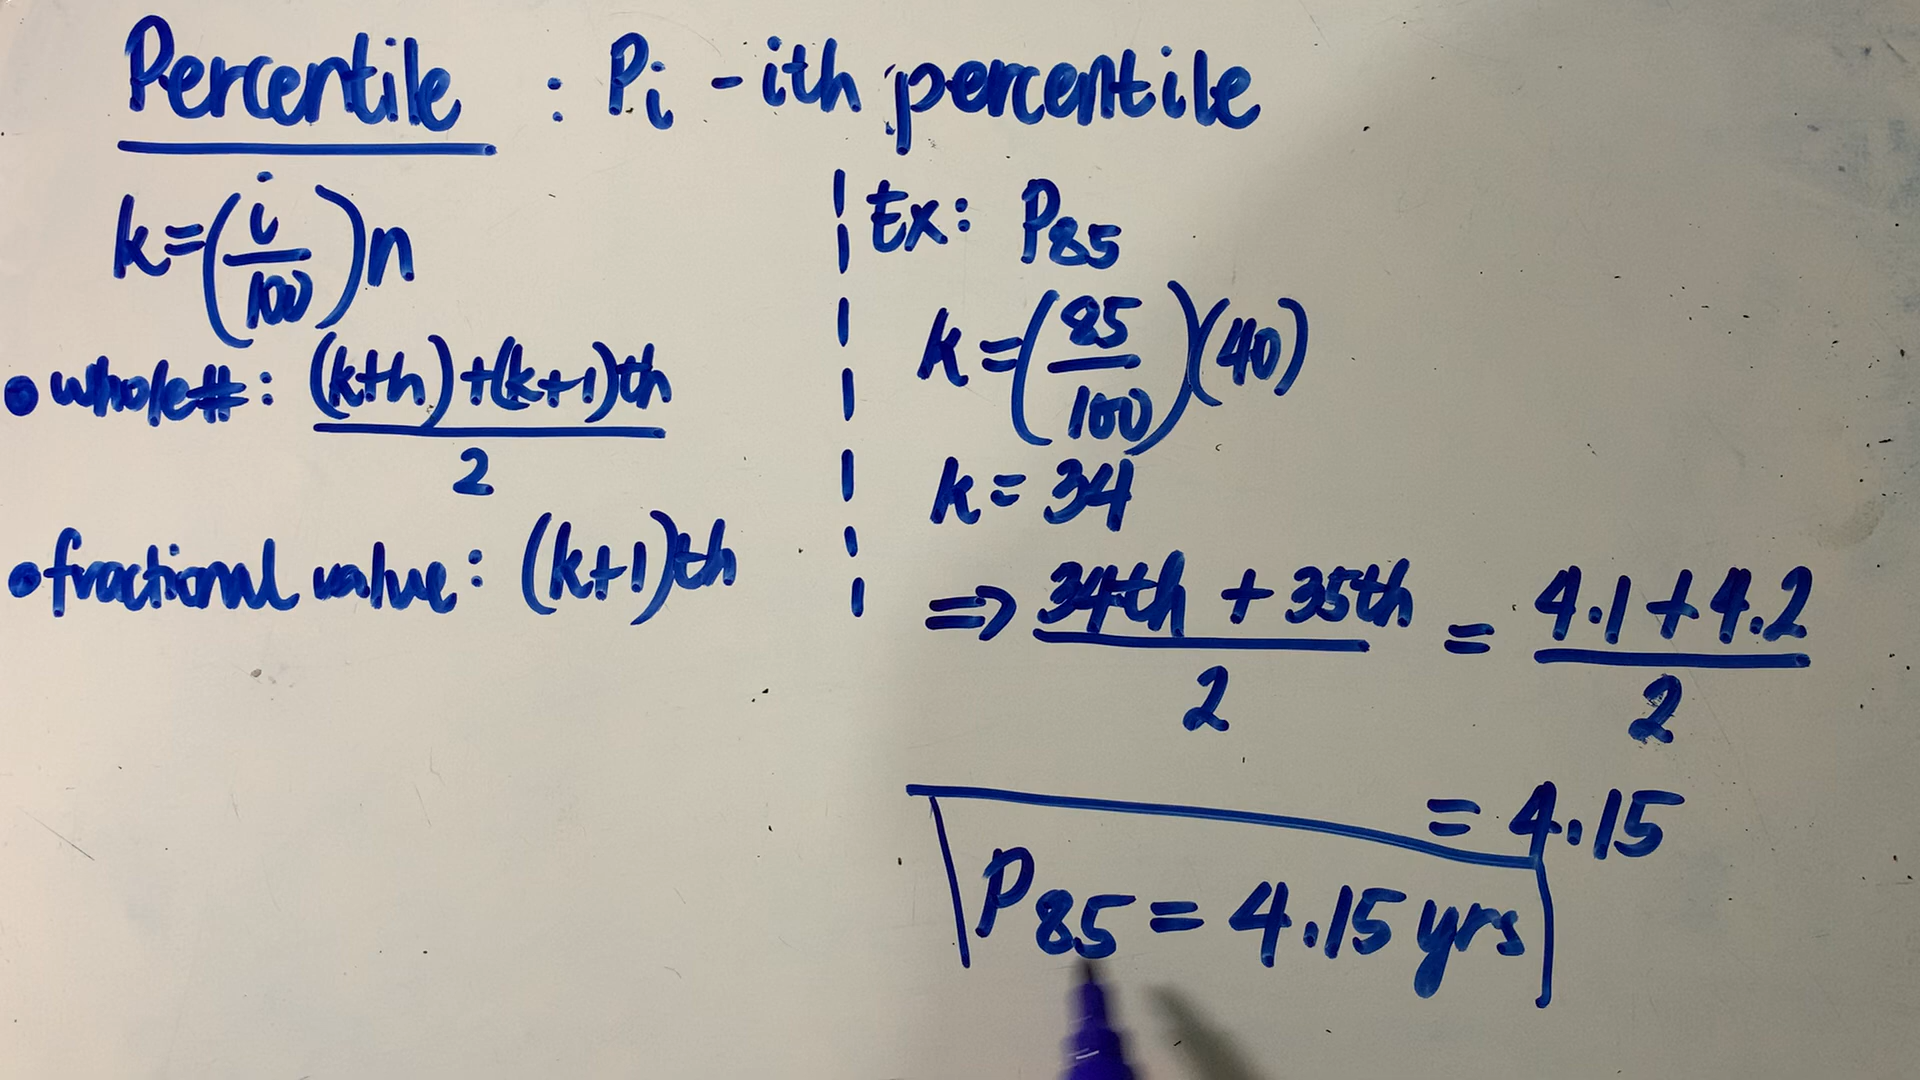 Percentile : Pi - ith percentile
k = (i/100)n
• whole#: (kth)+(k+1)th / 2
• fractional value: (k+1)th
Ex: P85
k = (85/100)(40)
k = 34
⇒ 34th + 35th / 2 = 4.1 + 4.2 / 2
= 4.15
P85 = 4.15 yrs